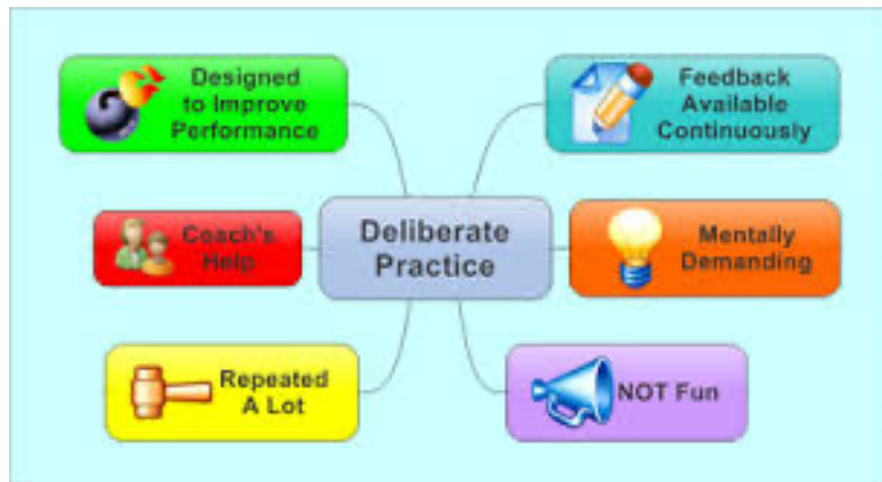 Designed
to Improve
Performance
Feedback
Available
Continuously
Coach's
Help
Deliberate
Practice
Mentally
Demanding
Repeated
A Lot
NOT Fun